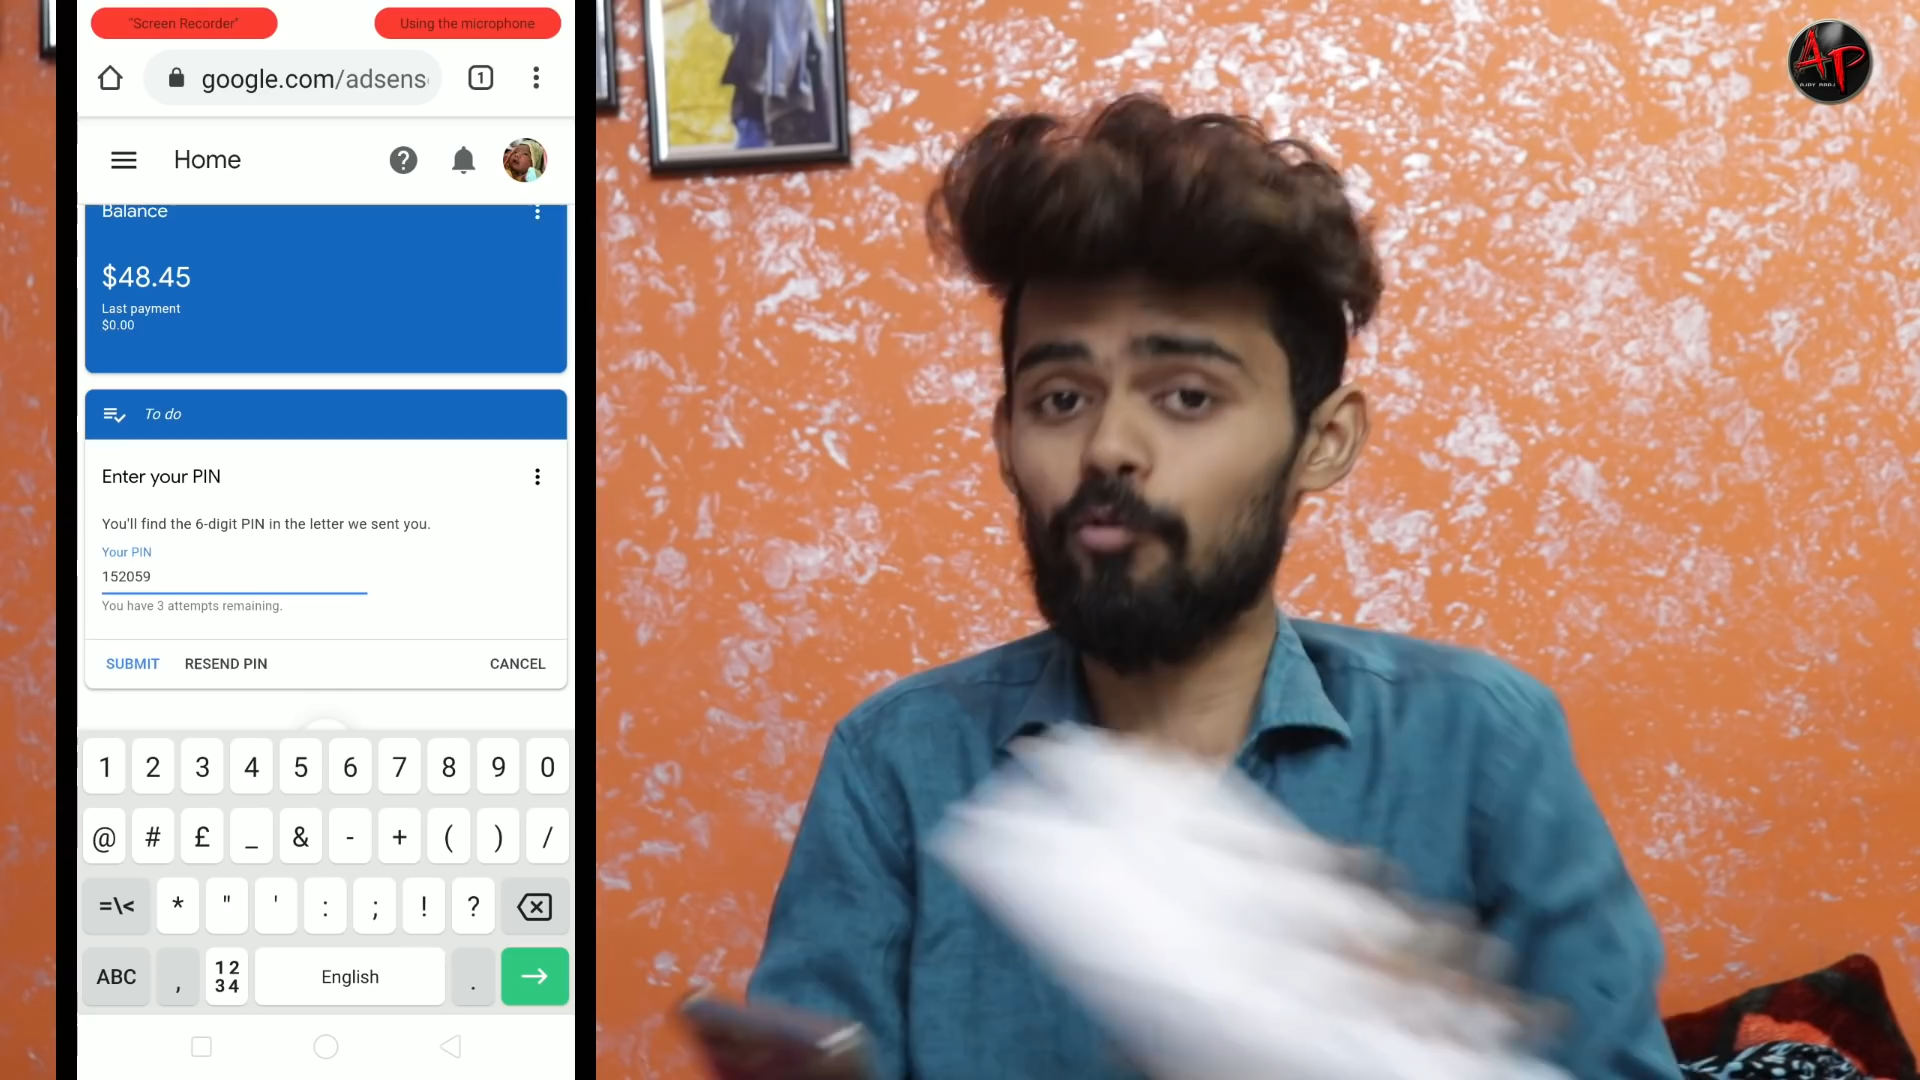 "Screen Recorder"
Using the microphone
google.com/adsens
1
Home
Balance
$48.45
Last payment
$0.00
To do
Enter your PIN
You'll find the 6-digit PIN in the letter we sent you.
Your PIN
152059
You have 3 attempts remaining.
SUBMIT RESEND PIN CANCEL
1 2 3 4 5 6 7 8 9 0
@ # £ _ & - + ( ) /
=\< * " ' : ; ! ?
ABC , 12 34 English .
AP
AJAY RAAJ